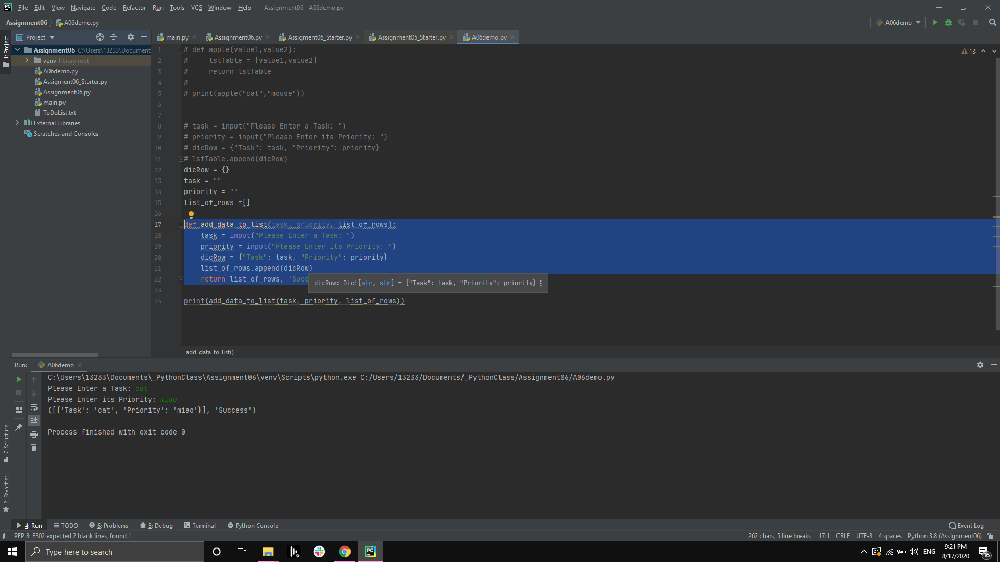 PC File Edit View Navigate Code Refactor Run Tools VCS Window Help Assignment06 - A06demo.py
Assignment06 A06demo.py
A06demo
1: Project
Project
main.py Assignment06.py Assigment06_Starter.py Assignment05_Starter.py A06demo.py
Assignment06 C:\Users\13233\Document
venv library root
A06demo.py
Assigment06_Starter.py
Assignment06.py
main.py
ToDoList.txt
External Libraries
Scratches and Consoles
13
1 # def apple(value1,value2):
2 #     lstTable = [value1,value2]
3 #     return lstTable
4 #
5 # print(apple("cat","mouse"))
6
7
8 # task = input("Please Enter a Task: ")
9 # priority = input("Please Enter its Priority: ")
10 # dicRow = {"Task": task, "Priority": priority}
11 # lstTable.append(dicRow)
12 dicRow = {}
13 task = ""
14 priority = ""
15 list_of_rows =[]
16
17 def add_data_to_list(task, priority, list_of_rows):
18     task = input("Please Enter a Task: ")
19     priority = input("Please Enter its Priority: ")
20     dicRow = {"Task": task, "Priority": priority}
21     list_of_rows.append(dicRow)
22     return list_of_rows, 'Succ
dicRow: Dict[str, str] = {"Task": task, "Priority": priority}
23
24 print(add_data_to_list(task, priority, list_of_rows))
add_data_to_list()
Run: A06demo
C:\Users\13233\Documents\_PythonClass\Assignment06\venv\Scripts\python.exe C:/Users/13233/Documents/_PythonClass/Assignment06/A06demo.py
Please Enter a Task: cat
Please Enter its Priority: miao
([{'Task': 'cat', 'Priority': 'miao'}], 'Success')
Process finished with exit code 0
7: Structure
2: Favorites
4: Run TODO 6: Problems 5: Debug Terminal Python Console Event Log
PEP 8: E302 expected 2 blank lines, found 1 262 chars, 5 line breaks 17:1 CRLF UTF-8 4 spaces Python 3.8 (Assignment06)
Type here to search PC ENG 9:21 PM
8/17/2020 16